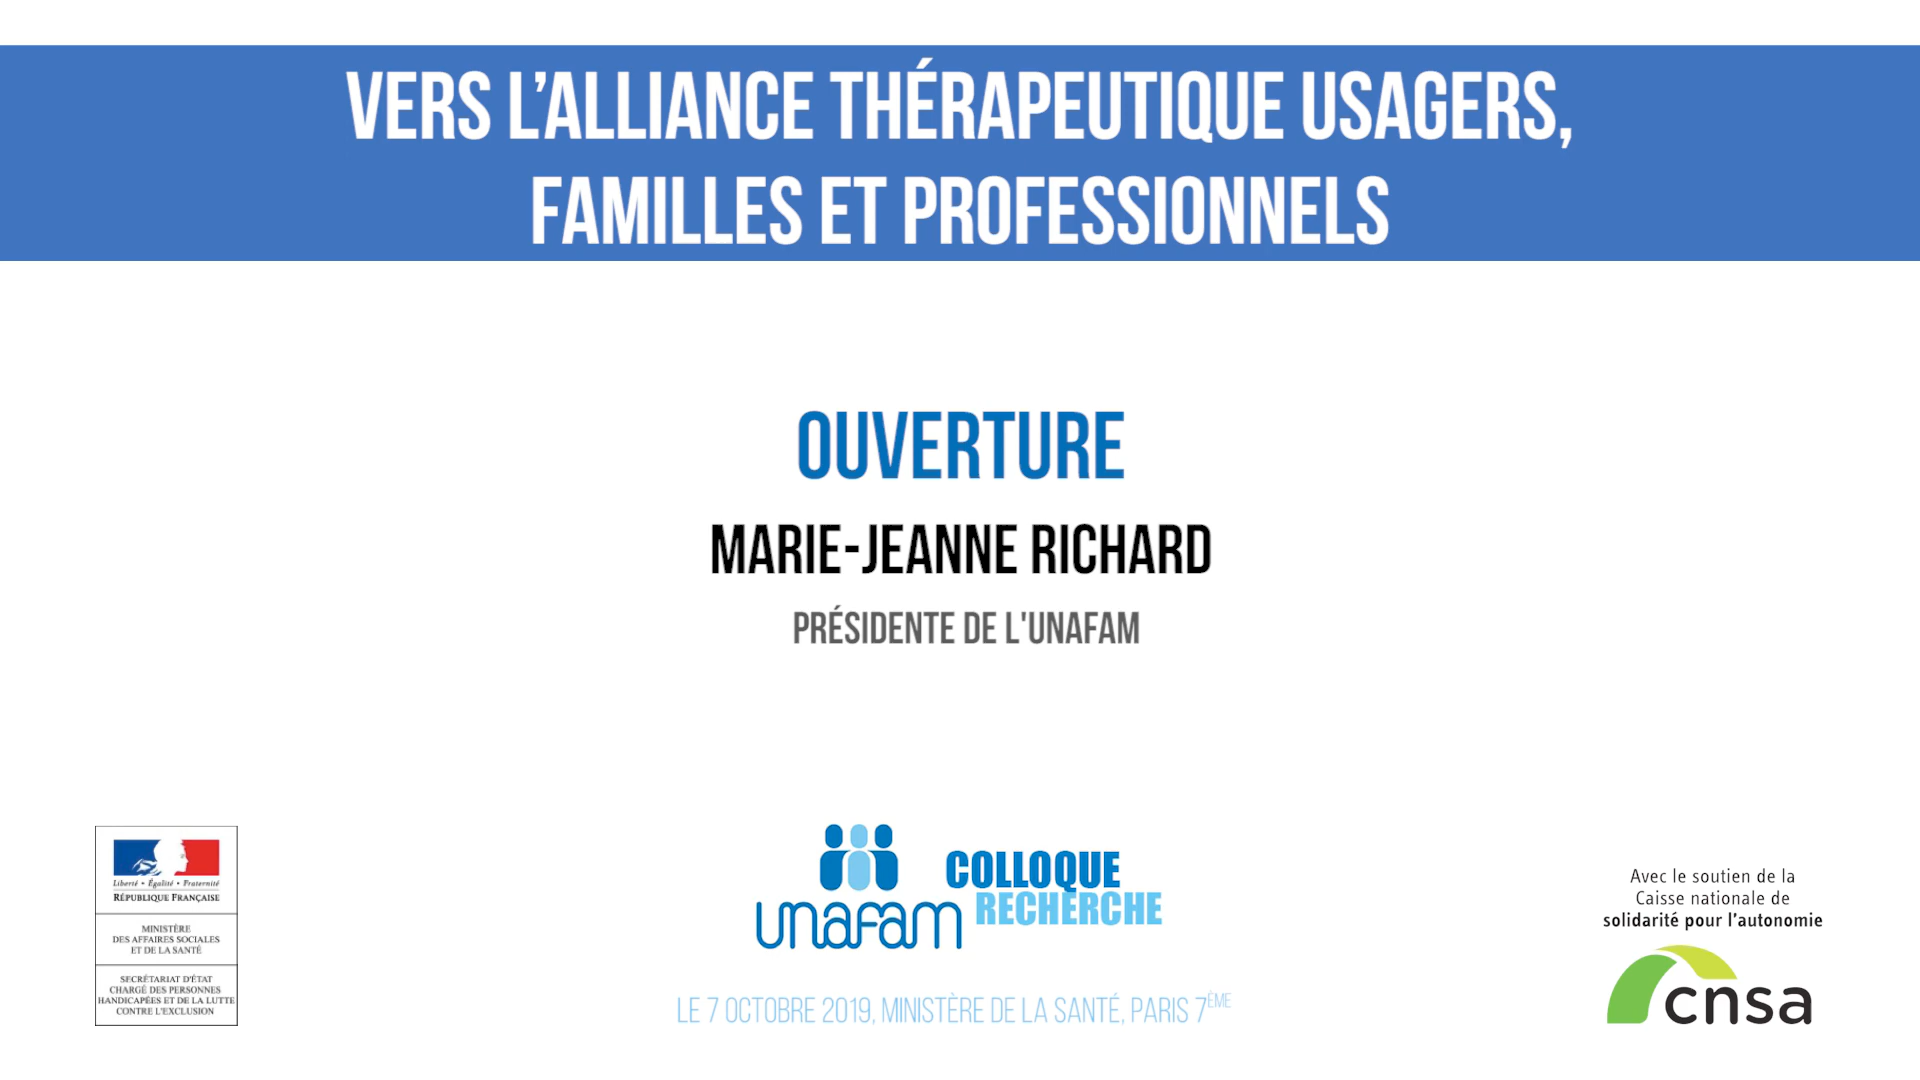 VERS L’ALLIANCE THÉRAPEUTIQUE USAGERS,
FAMILLES ET PROFESSIONNELS
OUVERTURE
MARIE-JEANNE RICHARD
PRÉSIDENTE DE L'UNAFAM
Liberté • Égalité • Fraternité
RÉPUBLIQUE FRANÇAISE
MINISTÈRE
DES AFFAIRES SOCIALES
ET DE LA SANTÉ
SECRÉTARIAT D'ÉTAT
CHARGÉ DES PERSONNES
HANDICAPÉES ET DE LA LUTTE
CONTRE L'EXCLUSION
unafam
COLLOQUE
RECHERCHE
LE 7 OCTOBRE 2019, MINISTÈRE DE LA SANTÉ, PARIS 7ÈME
Avec le soutien de la
Caisse nationale de
solidarité pour l’autonomie
cnsa